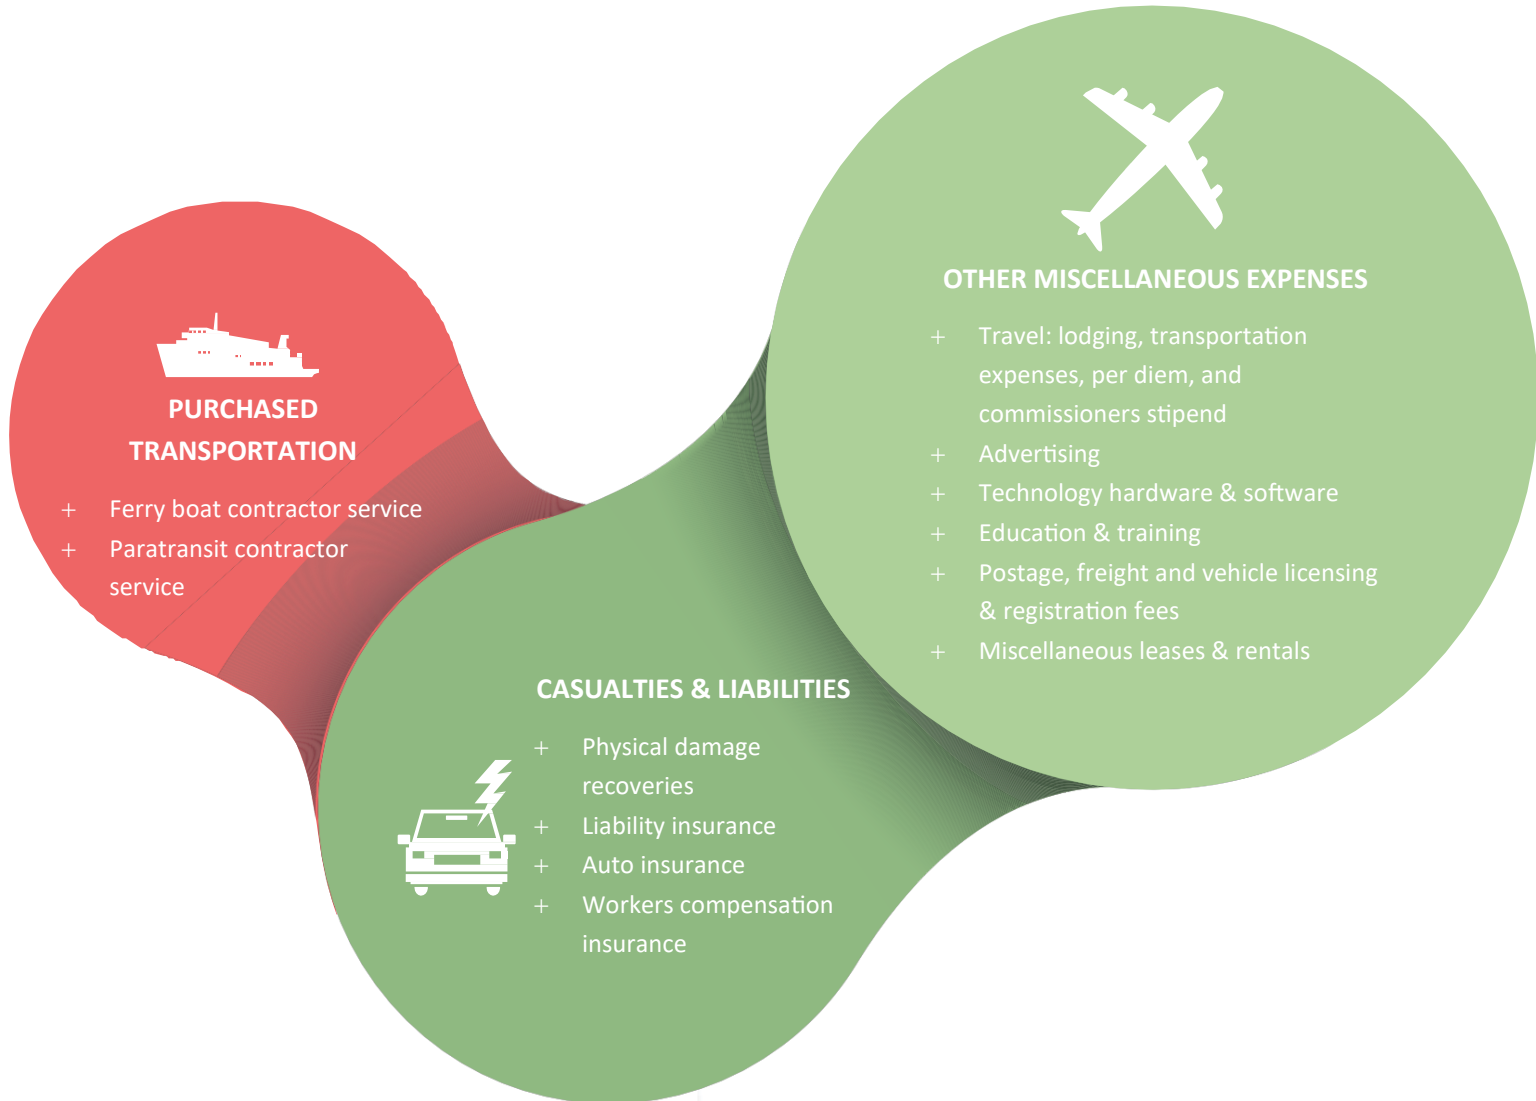 PURCHASED
TRANSPORTATION
+ Ferry boat contractor service
+ Paratransit contractor
service
CASUALTIES & LIABILITIES
+ Physical damage
recoveries
+ Liability insurance
+ Auto insurance
+ Workers compensation
insurance
OTHER MISCELLANEOUS EXPENSES
+ Travel: lodging, transportation
expenses, per diem, and
commissioners stipend
+ Advertising
+ Technology hardware & software
+ Education & training
+ Postage, freight and vehicle licensing
& registration fees
+ Miscellaneous leases & rentals